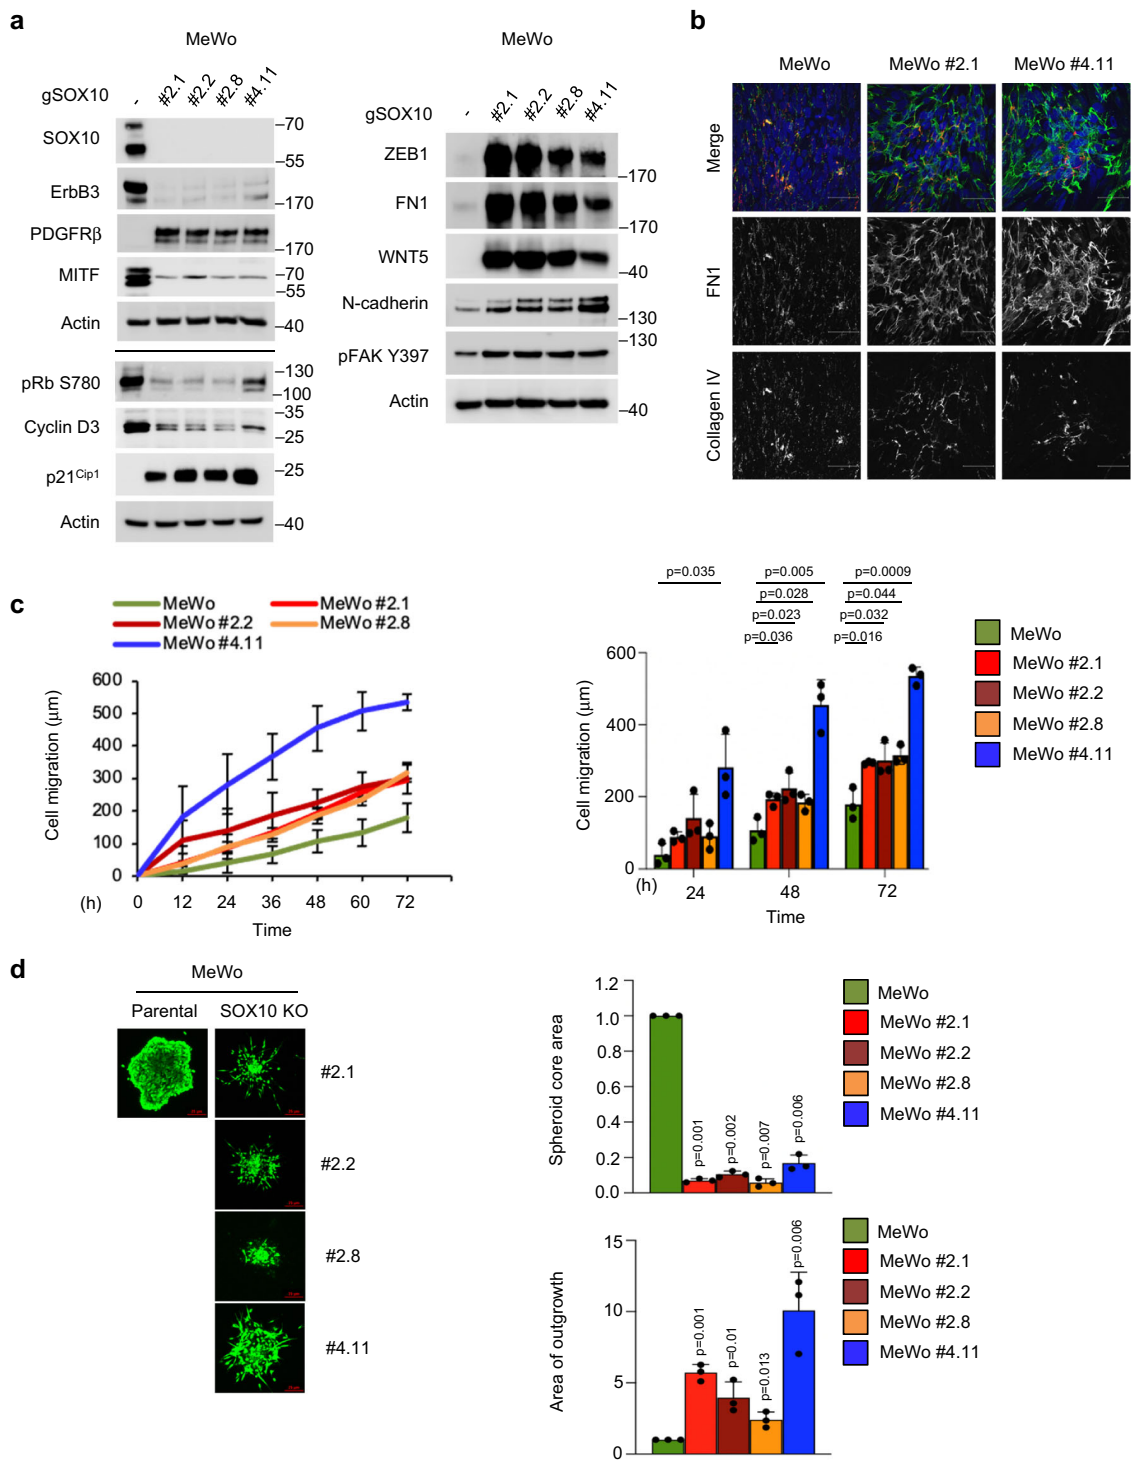 a
MeWo
gSOX10 - #2.1 #2.2 #2.8 #4.11
SOX10 –70
–55
ErbB3 –170
PDGFRβ –170
MITF –70
–55
Actin –40
pRb S780 –130
–100
Cyclin D3 –35
–25
p21Cip1 –25
Actin –40
MeWo
gSOX10 - #2.1 #2.2 #2.8 #4.11
ZEB1 –170
FN1 –170
WNT5 –40
N-cadherin –130
pFAK Y397 –130
Actin –40
b
MeWo MeWo #2.1 MeWo #4.11
Merge
FN1
Collagen IV
c
MeWo MeWo #2.1
MeWo #2.2 MeWo #2.8
MeWo #4.11
Cell migration (μm)
600
500
400
300
200
100
0
(h) 0 12 24 36 48 60 72
Time
p=0.035 p=0.005 p=0.0009
p=0.028 p=0.044
p=0.023 p=0.032
p=0.036 p=0.016
Cell migration (μm)
600
400
200
0
(h) 24 48 72
Time
MeWo
MeWo #2.1
MeWo #2.2
MeWo #2.8
MeWo #4.11
d
MeWo
Parental SOX10 KO
#2.1
#2.2
#2.8
#4.11
Spheroid core area
1.2
1.0
0.8
0.6
0.4
0.2
0.0
p=0.001
p=0.002
p=0.007
p=0.006
MeWo
MeWo #2.1
MeWo #2.2
MeWo #2.8
MeWo #4.11
Area of outgrowth
15
10
5
0
p=0.001
p=0.01
p=0.013
p=0.006
MeWo
MeWo #2.1
MeWo #2.2
MeWo #2.8
MeWo #4.11